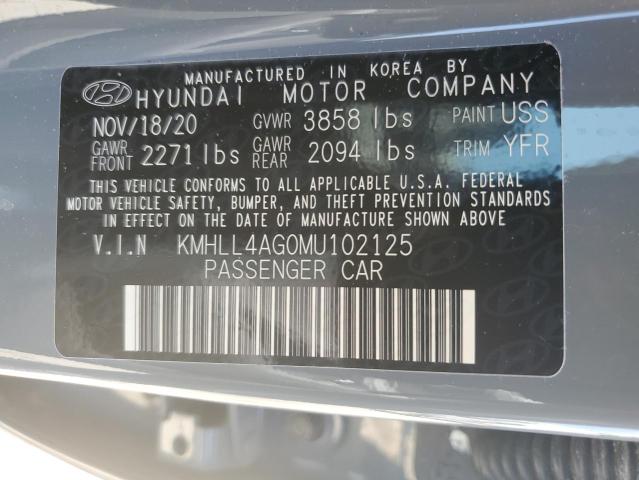 MANUFACTURED IN KOREA BY
HYUNDAI MOTOR COMPANY
NOV/18/20 GVWR 3858 lbs PAINT USS
GAWR FRONT 2271 lbs GAWR REAR 2094 lbs TRIM YFR
THIS VEHICLE CONFORMS TO ALL APPLICABLE U.S.A. FEDERAL
MOTOR VEHICLE SAFETY, BUMPER, AND THEFT PREVENTION STANDARDS
IN EFFECT ON THE DATE OF MANUFACTURE SHOWN ABOVE
V.I.N KMHLL4AG0MU102125
PASSENGER CAR